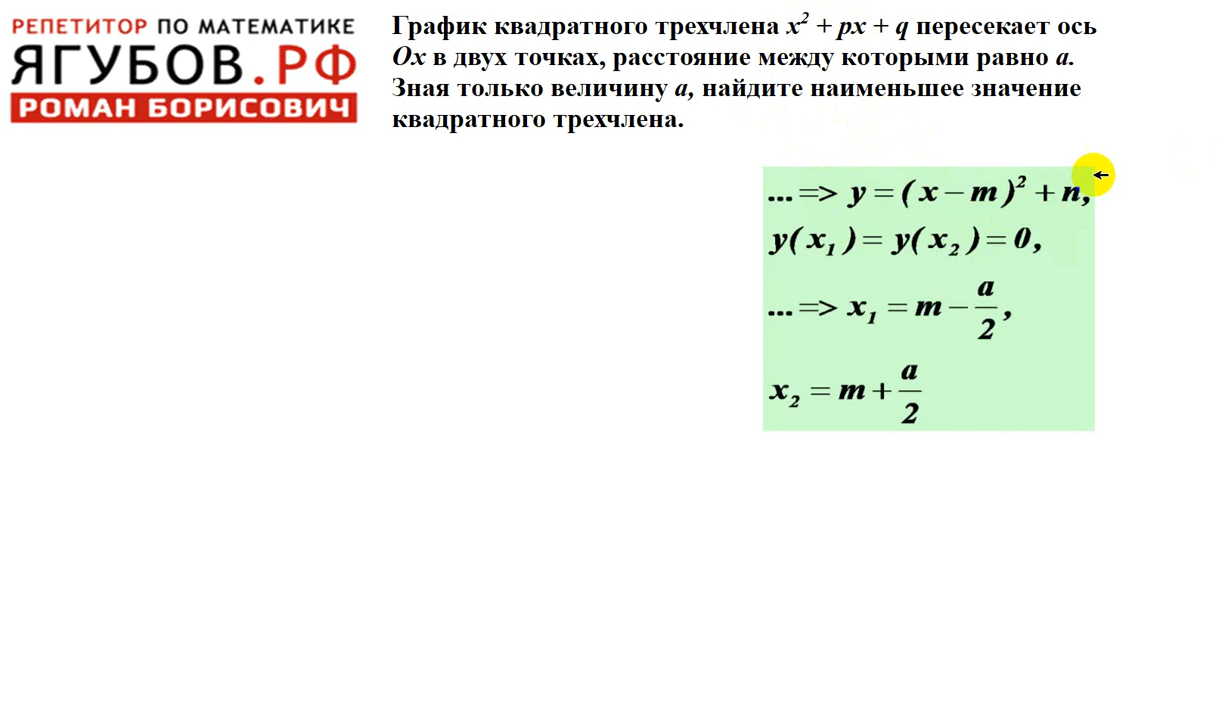 РЕПЕТИТОР ПО МАТЕМАТИКЕ
ЯГУБОВ.РФ
РОМАН БОРИСОВИЧ
График квадратного трехчлена x² + px + q пересекает ось
Ox в двух точках, расстояние между которыми равно a.
Зная только величину a, найдите наименьшее значение
квадратного трехчлена.
... => y = ( x − m )² + n,
y( x₁ ) = y( x₂ ) = 0,
... => x₁ = m − a/2,
x₂ = m + a/2